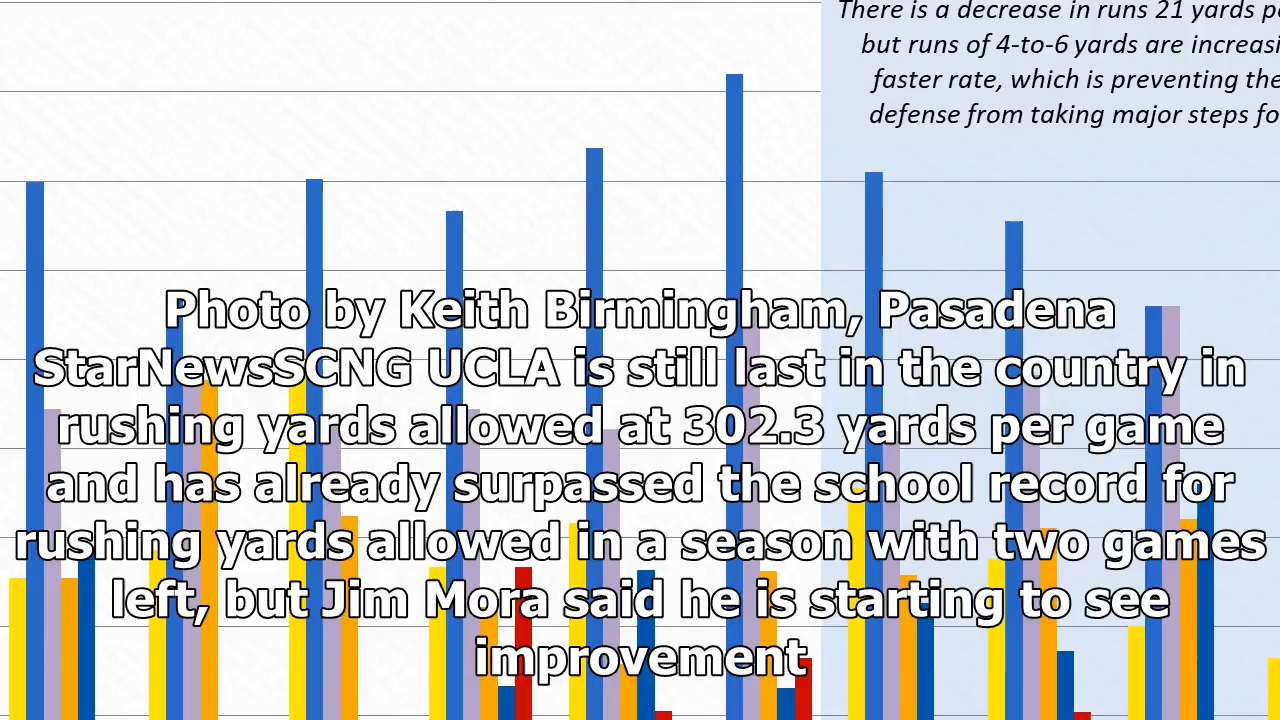 There is a decrease in runs 21 yards
but runs of 4-to-6 yards are
faster rate, which is preventing the
defense from taking major steps
Photo by Keith Birmingham, Pasadena
StarNewsSCNG UCLA is still last in the country in
rushing yards allowed at 302.3 yards per game
and has already surpassed the school record for
rushing yards allowed in a season with two games
left, but Jim Mora said he is starting to see
improvement